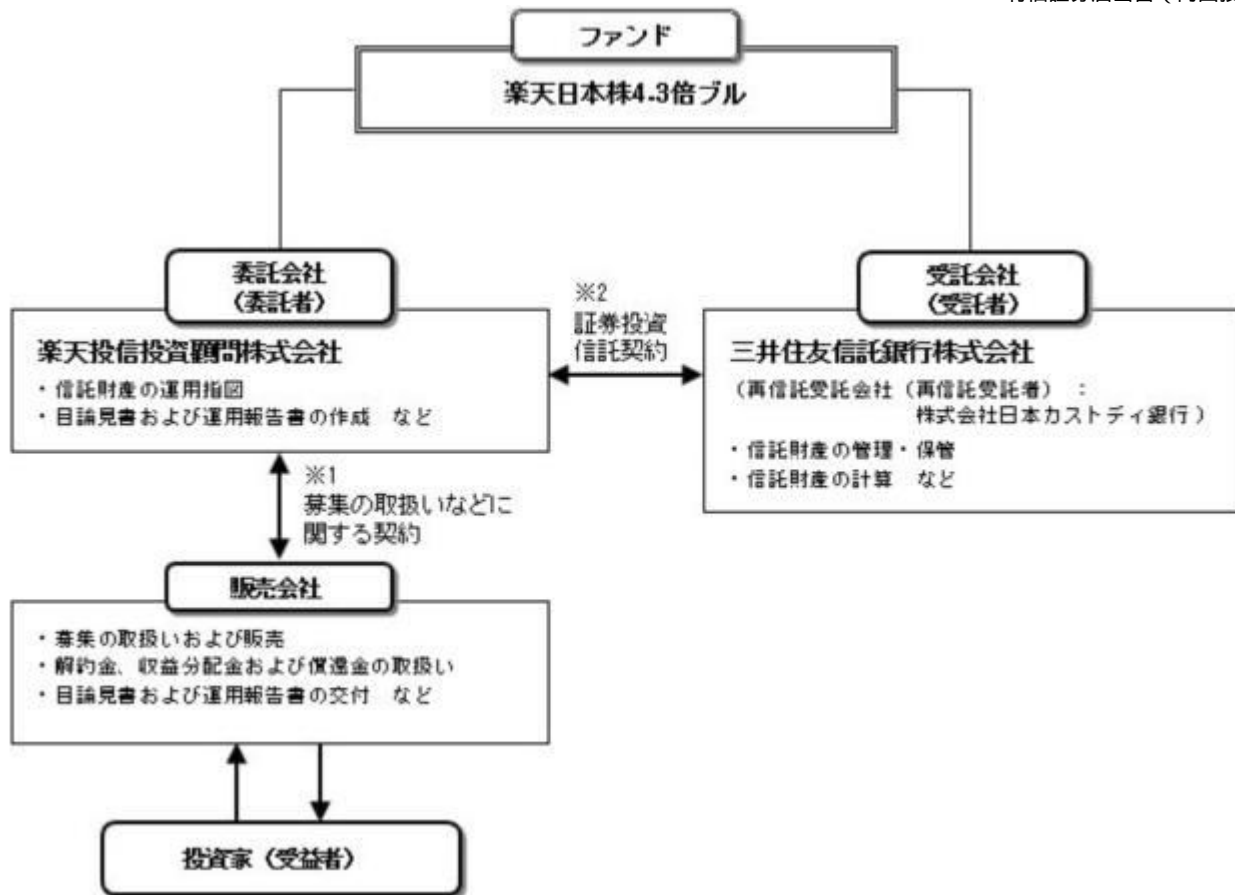 ファンド
楽天日本株4.3倍ブル
委託会社
(委託者)
楽天投信投資顧問株式会社
・信託財産の運用指図
・目論見書および運用報告書の作成 など
※2
証券投資
信託契約
受託会社
(受託者)
三井住友信託銀行株式会社
(再信託受託会社(再信託受託者) :
株式会社日本カストディ銀行)
・信託財産の管理・保管
・信託財産の計算 など
※1
募集の取扱いなどに
関する契約
販売会社
・募集の取扱いおよび販売
・解約金、収益分配金および償還金の取扱い
・目論見書および運用報告書の交付 など
投資家(受益者)